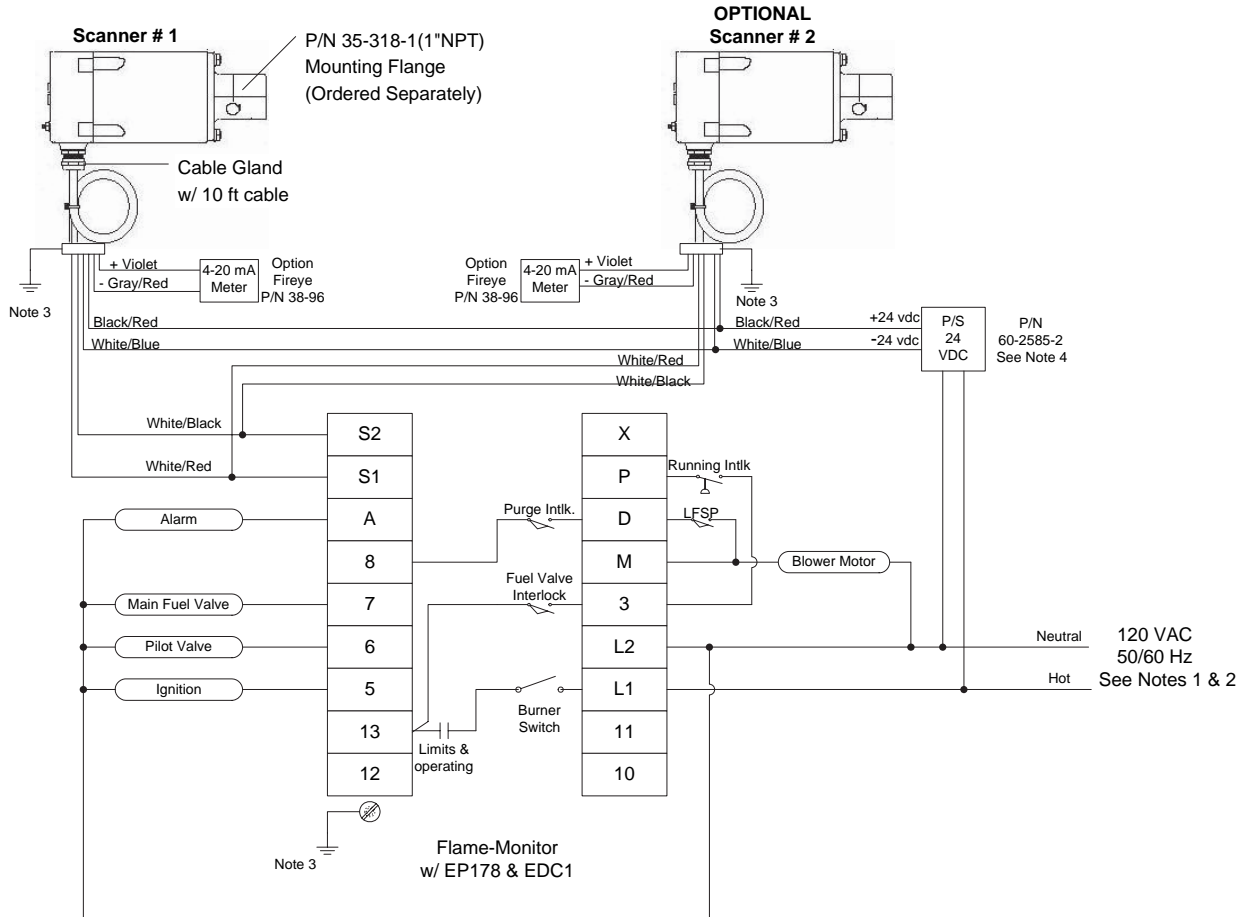 OPTIONAL
Scanner # 1
Scanner # 2
P/N 35-318-1(1"NPT)
Mounting Flange
(Ordered Separately)
Cable Gland
w/ 10 ft cable
+ Violet
- Gray/Red
4-20 mA
Meter
Option
Fireye
P/N 38-96
Option
Fireye
P/N 38-96
4-20 mA
Meter
+ Violet
- Gray/Red
Note 3
Note 3
Black/Red
White/Blue
Black/Red
White/Blue
+24 vdc
-24 vdc
P/S
24
VDC
P/N
60-2585-2
See Note 4
White/Red
White/Black
White/Black
White/Red
S2
S1
A
8
7
6
5
13
12
X
P
D
M
3
L2
L1
11
10
Running Intlk
Alarm
Purge Intlk.
LFSP
Blower Motor
Fuel Valve
Interlock
Main Fuel Valve
Pilot Valve
Ignition
Burner
Switch
Limits &
operating
Neutral
Hot
120 VAC
50/60 Hz
See Notes 1 & 2
Note 3
Flame-Monitor
w/ EP178 & EDC1